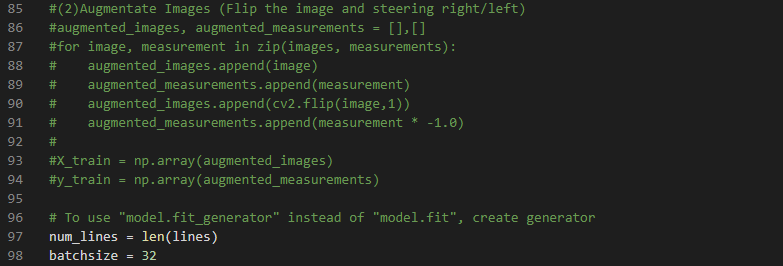 85 #(2)Augmentate Images (Flip the image and steering right/left)
86 #augmented_images, augmented_measurements = [],[]
87 #for image, measurement in zip(images, measurements):
88 #    augmented_images.append(image)
89 #    augmented_measurements.append(measurement)
90 #    augmented_images.append(cv2.flip(image,1))
91 #    augmented_measurements.append(measurement * -1.0)
92 #
93 #X_train = np.array(augmented_images)
94 #y_train = np.array(augmented_measurements)
95
96 # To use "model.fit_generator" instead of "model.fit", create generator
97 num_lines = len(lines)
98 batchsize = 32